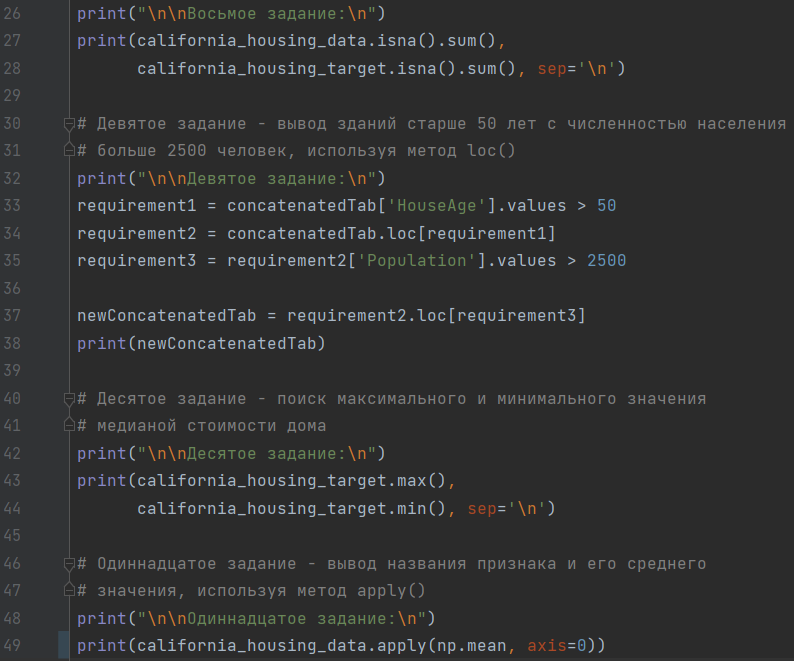 26 print("\n\nВосьмое задание:\n")
27 print(california_housing_data.isna().sum(),
28       california_housing_target.isna().sum(), sep='\n')
29
30 # Девятое задание - вывод зданий старше 50 лет с численностью населения
31 # больше 2500 человек, используя метод loc()
32 print("\n\nДевятое задание:\n")
33 requirement1 = concatenatedTab['HouseAge'].values > 50
34 requirement2 = concatenatedTab.loc[requirement1]
35 requirement3 = requirement2['Population'].values > 2500
36
37 newConcatenatedTab = requirement2.loc[requirement3]
38 print(newConcatenatedTab)
39
40 # Десятое задание - поиск максимального и минимального значения
41 # медианой стоимости дома
42 print("\n\nДесятое задание:\n")
43 print(california_housing_target.max(),
44       california_housing_target.min(), sep='\n')
45
46 # Одиннадцатое задание - вывод названия признака и его среднего
47 # значения, используя метод apply()
48 print("\n\nОдиннадцатое задание:\n")
49 print(california_housing_data.apply(np.mean, axis=0))